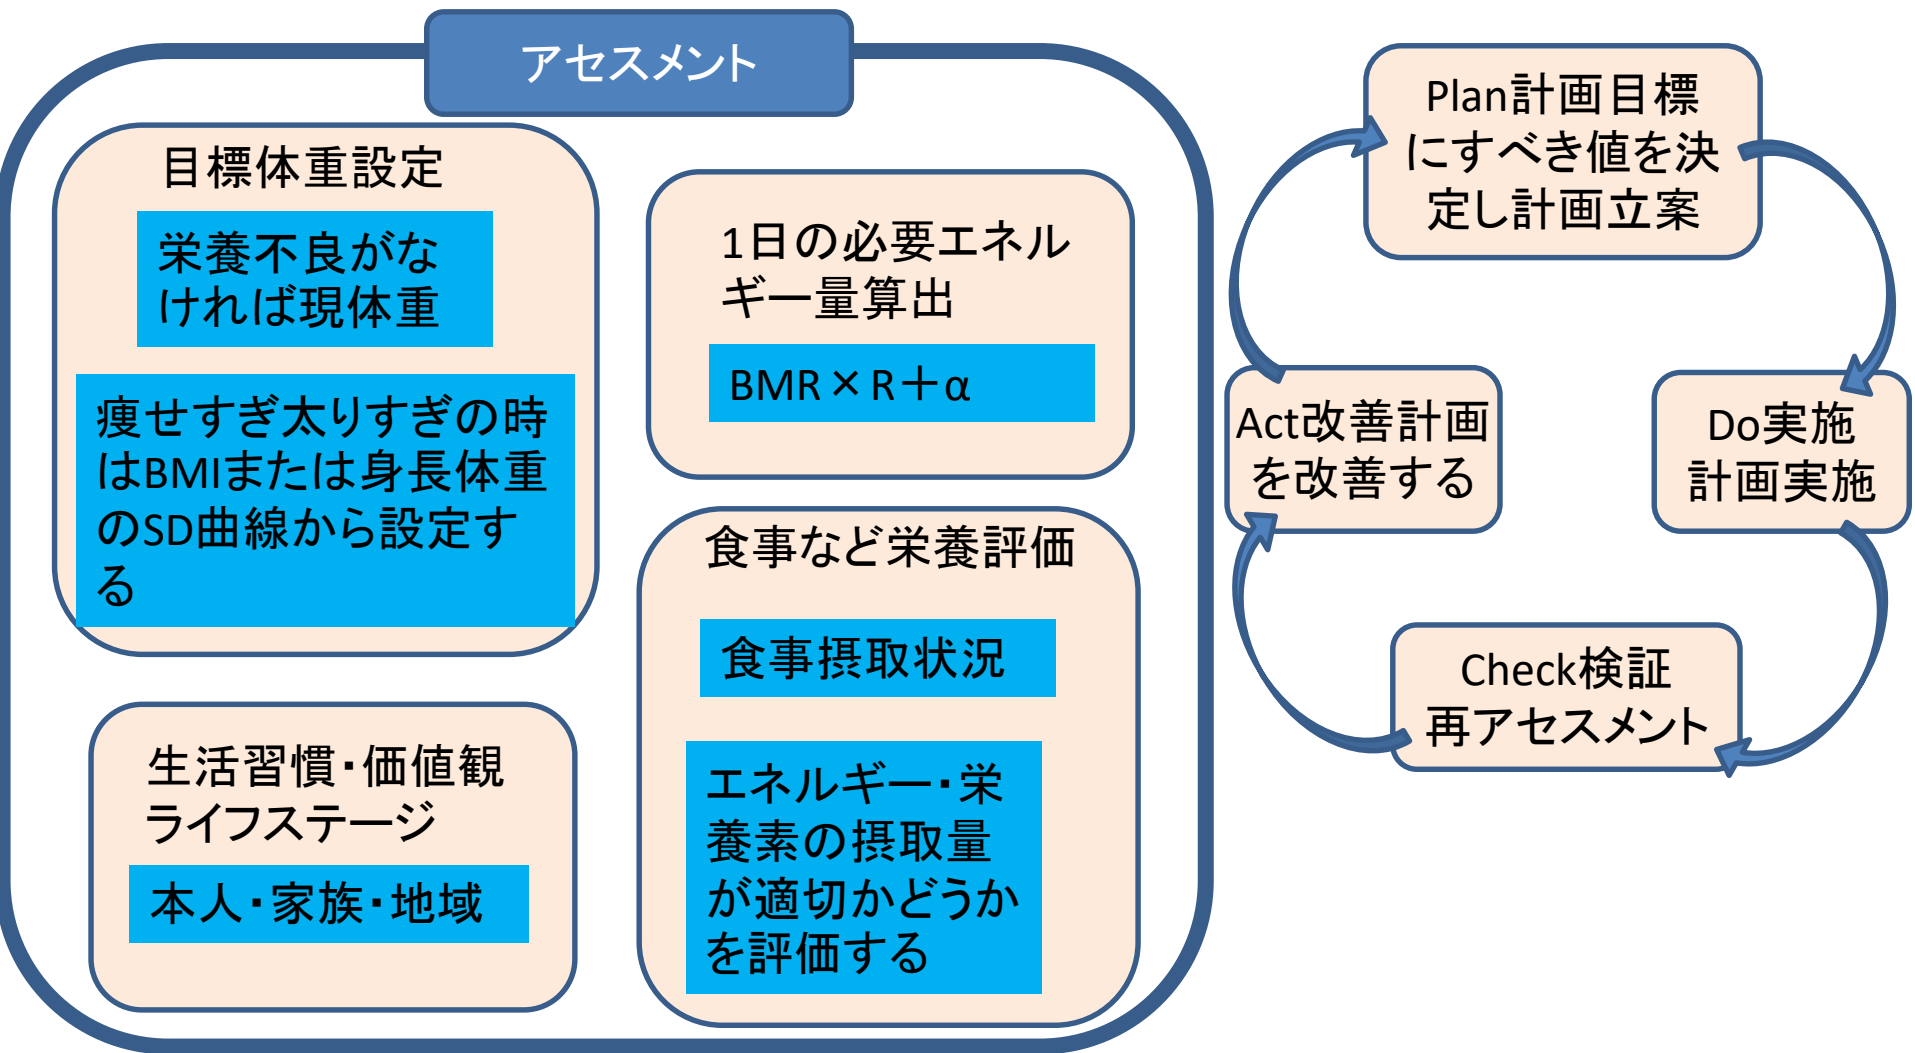 アセスメント
目標体重設定
栄養不良がな
ければ現体重
痩せすぎ太りすぎの時
はBMIまたは身長体重
のSD曲線から設定す
る
1日の必要エネル
ギー量算出
BMR×R＋α
食事など栄養評価
食事摂取状況
エネルギー・栄
養素の摂取量
が適切かどうか
を評価する
生活習慣・価値観
ライフステージ
本人・家族・地域
Plan計画目標
にすべき値を決
定し計画立案
Do実施
計画実施
Check検証
再アセスメント
Act改善計画
を改善する